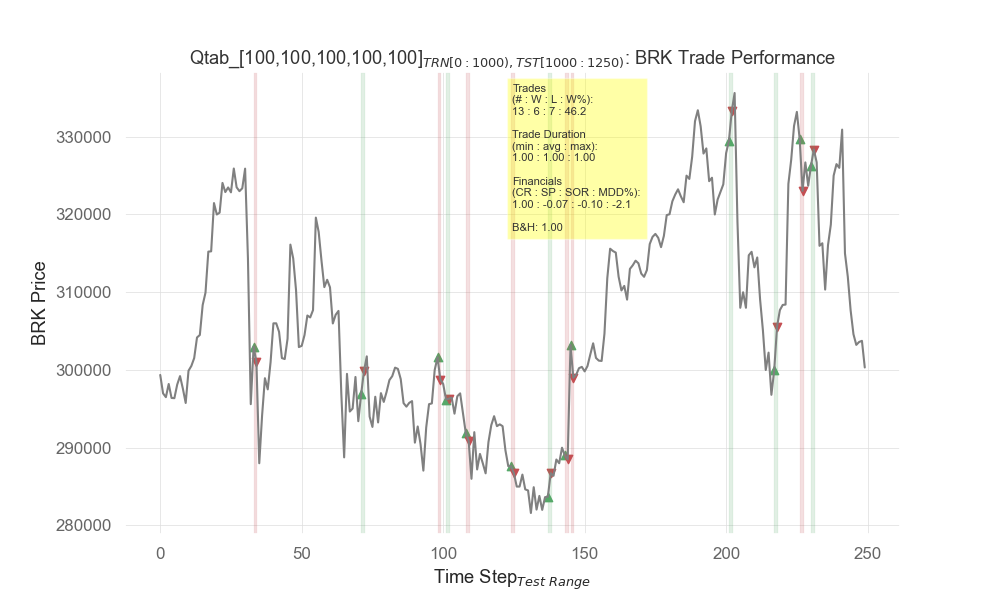 Qtab_[100,100,100,100,100]TRN[0:1000),TST[1000:1250): BRK Trade Performance
Trades
(# : W : L : W%):
13 : 6 : 7 : 46.2
Trade Duration
(min : avg : max):
1.00 : 1.00 : 1.00
Financials
(CR : SP : SOR : MDD%):
1.00 : -0.07 : -0.10 : -2.1
B&H: 1.00
BRK Price
330000
320000
310000
300000
290000
280000
0
50
100
150
200
250
Time StepTest Range